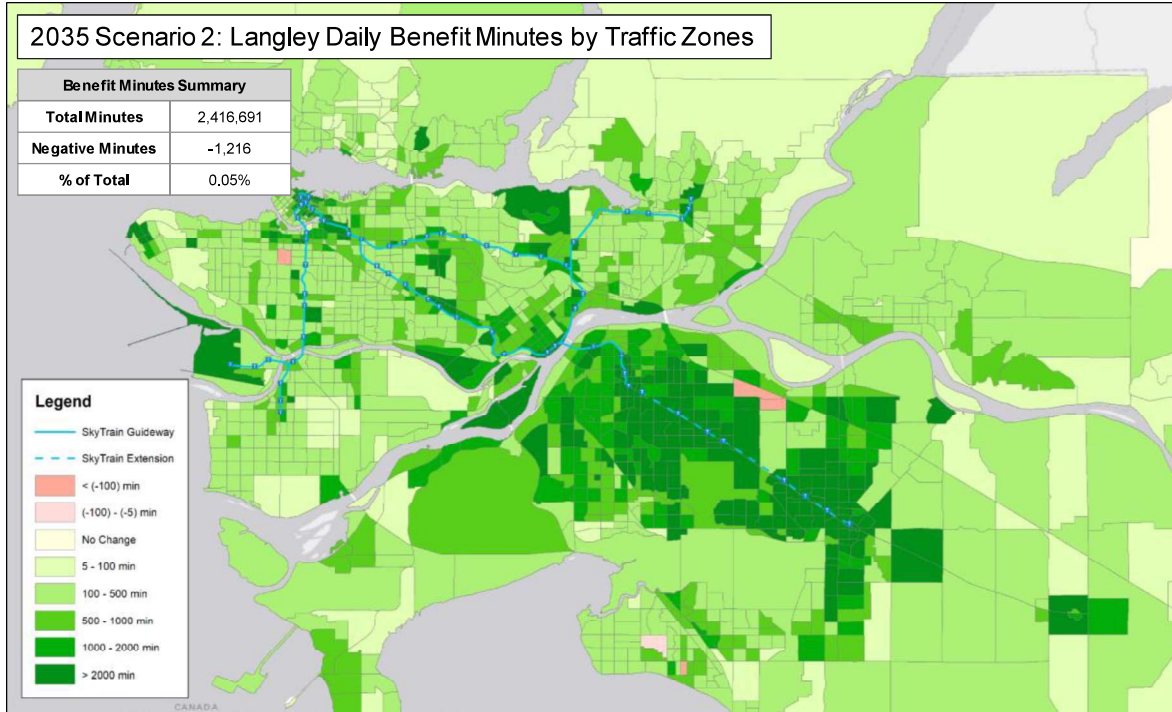 2035 Scenario 2: Langley Daily Benefit Minutes by Traffic Zones
Benefit Minutes Summary
Total Minutes 2,416,691
Negative Minutes -1,216
% of Total 0.05%
Legend
SkyTrain Guideway
SkyTrain Extension
< (-100) min
(-100) - (-5) min
No Change
5 - 100 min
100 - 500 min
500 - 1000 min
1000 - 2000 min
> 2000 min
CANADA